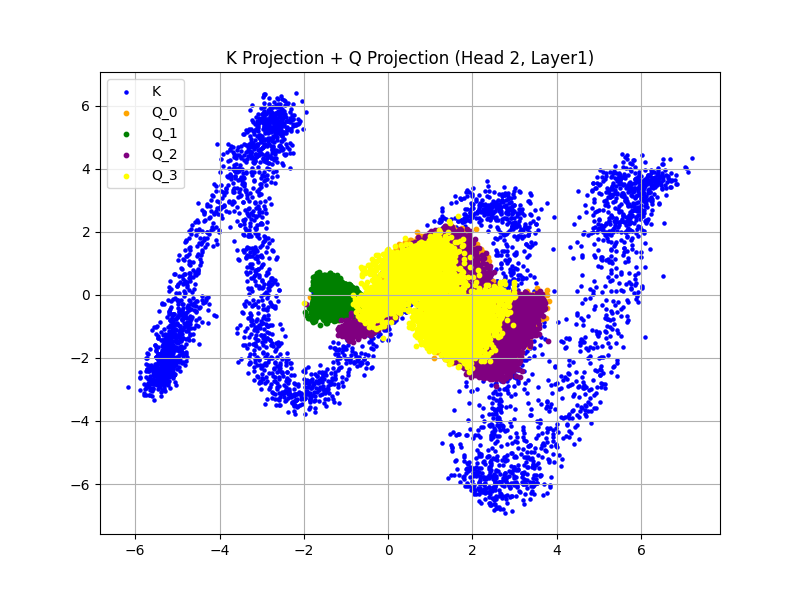 K Projection + Q Projection (Head 2, Layer1)
K
Q_0
Q_1
Q_2
Q_3
6
4
2
0
−2
−4
−6
−6 −4 −2 0 2 4 6